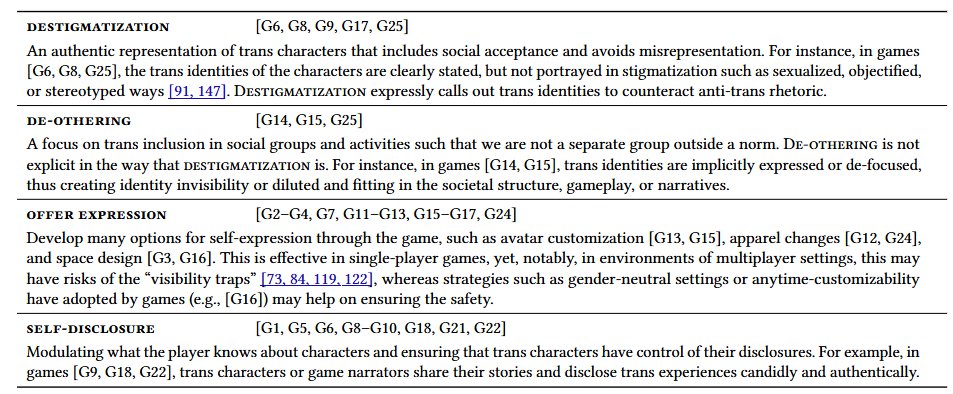 DESTIGMATIZATION [G6, G8, G9, G17, G25]
An authentic representation of trans characters that includes social acceptance and avoids misrepresentation. For instance, in games
[G6, G8, G25], the trans identities of the characters are clearly stated, but not portrayed in stigmatization such as sexualized, objectified,
or stereotyped ways [91, 147]. DESTIGMATIZATION expressly calls out trans identities to counteract anti-trans rhetoric.
DE-OTHERING [G14, G15, G25]
A focus on trans inclusion in social groups and activities such that we are not a separate group outside a norm. DE-OTHERING is not
explicit in the way that DESTIGMATIZATION is. For instance, in games [G14, G15], trans identities are implicitly expressed or de-focused,
thus creating identity invisibility or diluted and fitting in the societal structure, gameplay, or narratives.
OFFER EXPRESSION [G2–G4, G7, G11–G13, G15–G17, G24]
Develop many options for self-expression through the game, such as avatar customization [G13, G15], apparel changes [G12, G24],
and space design [G3, G16]. This is effective in single-player games, yet, notably, in environments of multiplayer settings, this may
have risks of the “visibility traps” [73, 84, 119, 122], whereas strategies such as gender-neutral settings or anytime-customizability
have adopted by games (e.g., [G16]) may help on ensuring the safety.
SELF-DISCLOSURE [G1, G5, G6, G8–G10, G18, G21, G22]
Modulating what the player knows about characters and ensuring that trans characters have control of their disclosures. For example, in
games [G9, G18, G22], trans characters or game narrators share their stories and disclose trans experiences candidly and authentically.